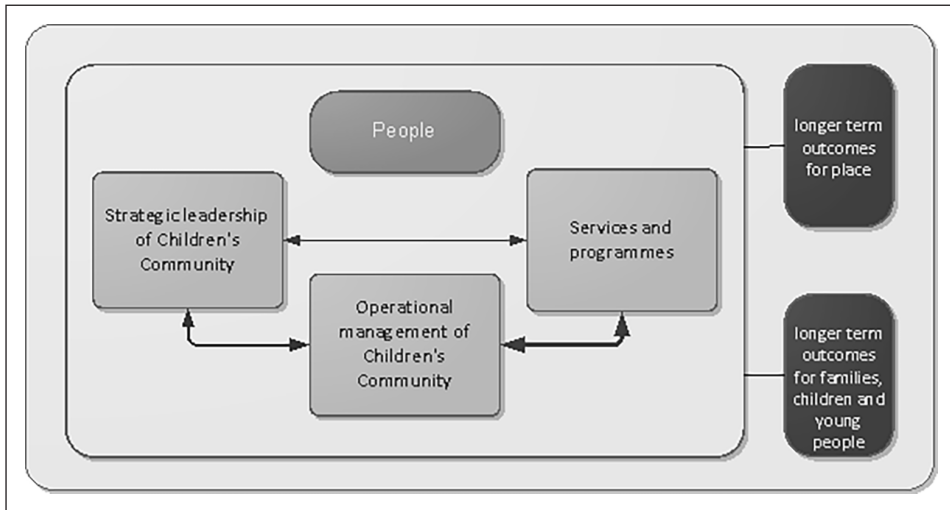 People
Strategic leadership
of Children's
Community
Services and
programmes
Operational
management of
Children's
Community
longer term
outcomes
for place
longer term
outcomes
for families,
children and
young
people